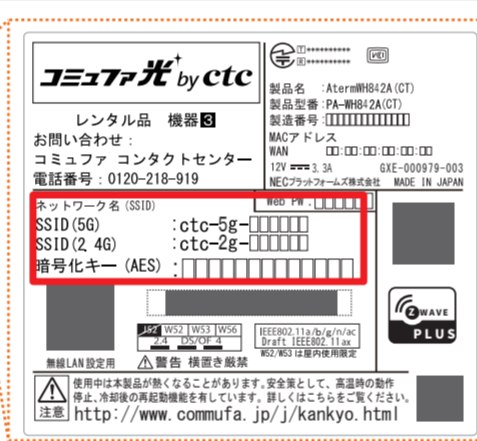 コミュファ光 by ctc
レンタル品 機器3
お問い合わせ:
コミュファ コンタクトセンター
電話番号:0120-218-919
製品名 :AtermWH842A(CT)
製品型番:PA-WH842A(CT)
製造番号:
MACアドレス
WAN
12V 3.3A GXE-000979-003
NECプラットフォームズ株式会社 MADE IN JAPAN
Web PW.
ネットワーク名(SSID)
SSID(5G) :ctc-5g-
SSID(2.4G) :ctc-2g-
暗号化キー(AES) :
J52 W52 W53 W56
2.4 DS/OF 4
IEEE802.11a/b/g/n/ac
Draft IEEE802.11ax
W52/W53は屋内使用限定
無線LAN設定用
警告 横置き厳禁
Z WAVE
PLUS
注意
使用中は本製品が熱くなることがあります。安全策として、高温時の動作
停止、冷却後の再起動機能を有しています。詳しくはこちらをご覧ください。
http://www.commufa.jp/j/kankyo.html